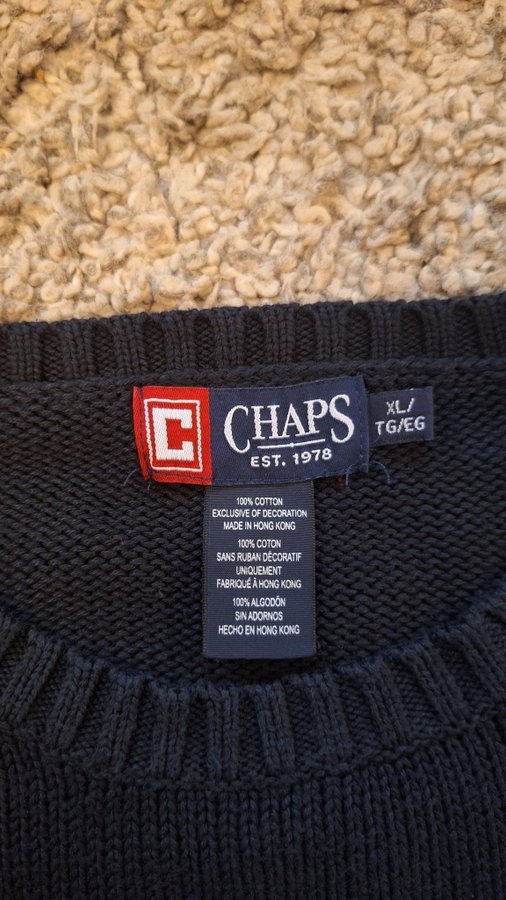 C
CHAPS
EST. 1978
XL/
TG/EG
100% COTTON
EXCLUSIVE OF DECORATION
MADE IN HONG KONG
100% COTON
SANS RUBAN DÉCORATIF
UNIQUEMENT
FABRIQUÉ À HONG KONG
100% ALGODÓN
SIN ADORNOS
HECHO EN HONG KONG